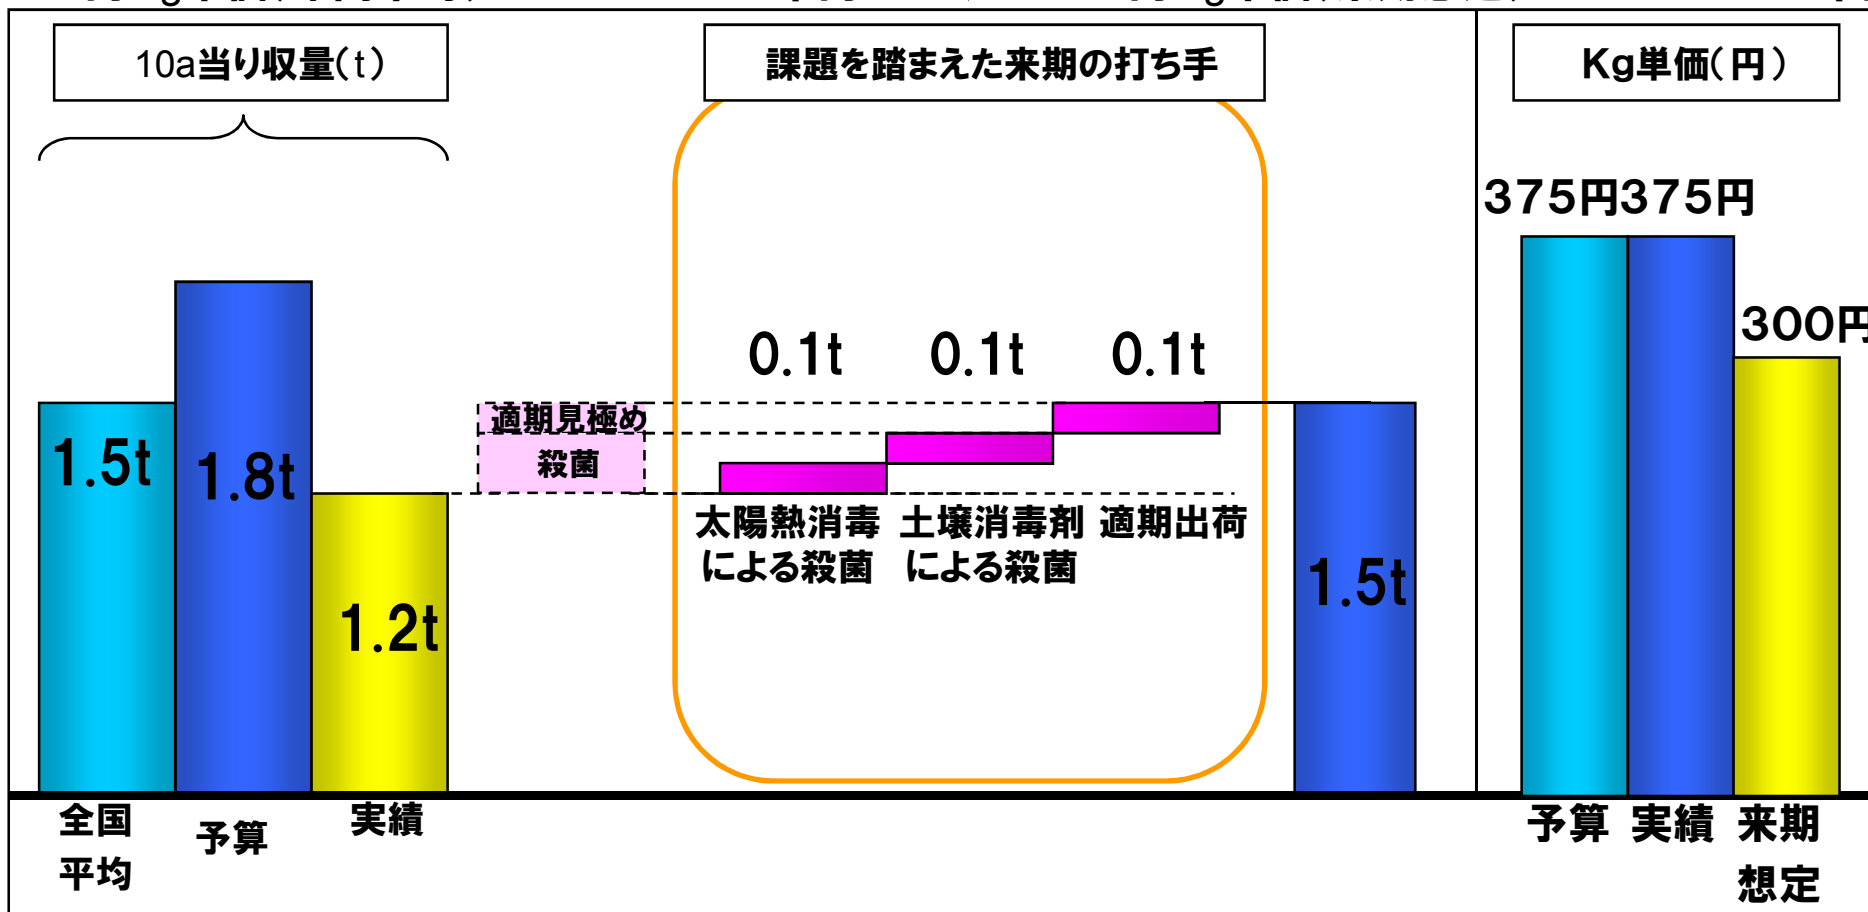 10a当り収量(t)
課題を踏まえた来期の打ち手
Kg単価(円)
375円375円
300円
0.1t 0.1t 0.1t
適期見極め
殺菌
1.5t
1.8t
1.2t
太陽熱消毒
による殺菌
土壌消毒剤
による殺菌
適期出荷
1.5t
全国
平均
予算
実績
予算
実績
来期
想定